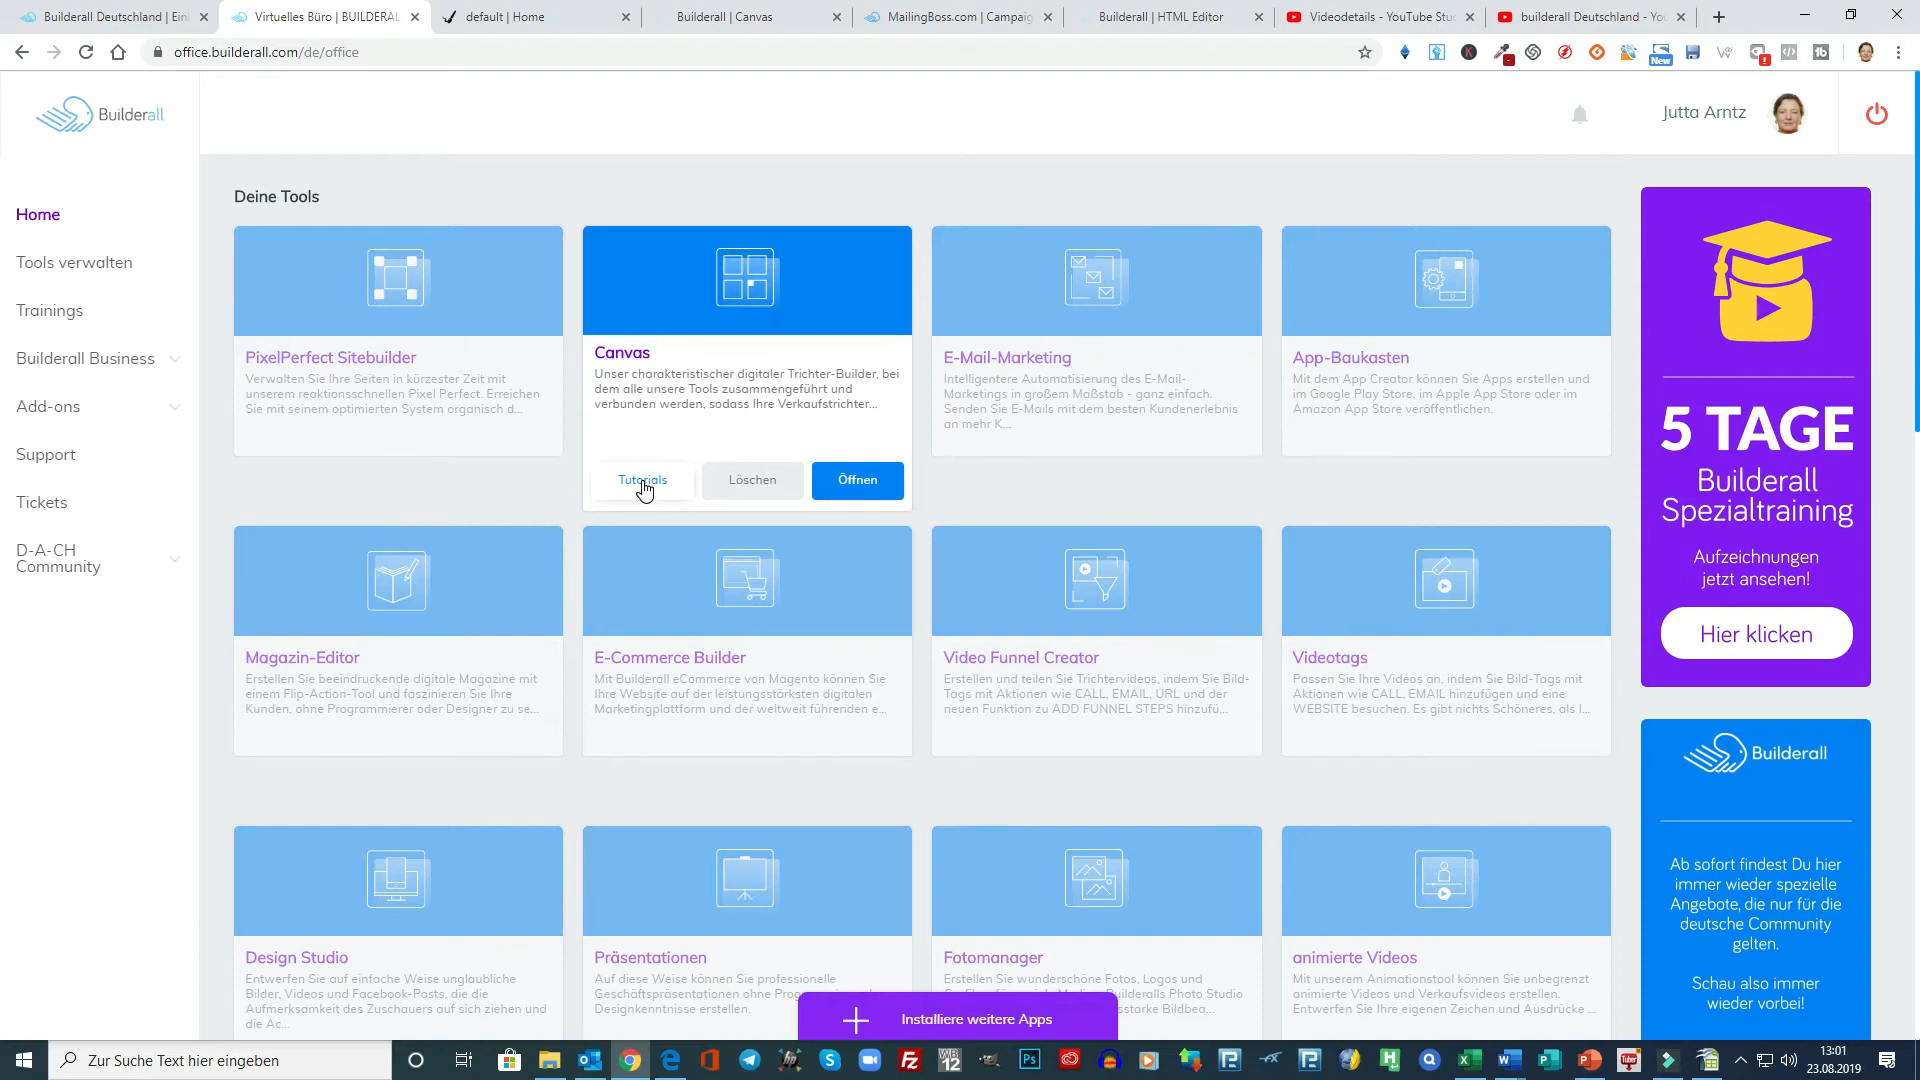 Builderall Deutschland | Einl
Virtuelles Büro | BUILDERAL
default | Home
Builderall | Canvas
MailingBoss.com | Campaig
Builderall | HTML Editor
Videodetails - YouTube Stu
builderall Deutschland - Yo
office.builderall.com/de/office
New
Builderall
Jutta Arntz
Home
Tools verwalten
Trainings
Builderall Business
Add-ons
Support
Tickets
D-A-CH
Community
Deine Tools
PixelPerfect Sitebuilder
Verwalten Sie Ihre Seiten in kürzester Zeit mit
unserem reaktionsschnellen Pixel Perfect. Erreichen
Sie mit seinem optimierten System organisch d...
Canvas
Unser charakteristischer digitaler Trichter-Builder, bei
dem alle unsere Tools zusammengeführt und
verbunden werden, sodass Ihre Verkaufstrichter...
Tutorials
Löschen
Öffnen
E-Mail-Marketing
Intelligentere Automatisierung des E-Mail-
Marketings in großem Maßstab - ganz einfach.
Senden Sie E-Mails mit dem besten Kundenerlebnis
an mehr K...
App-Baukasten
Mit dem App Creator können Sie Apps erstellen und
im Google Play Store, im Apple App Store oder im
Amazon App Store veröffentlichen.
Magazin-Editor
Erstellen Sie beeindruckende digitale Magazine mit
einem Flip-Action-Tool und faszinieren Sie Ihre
Kunden, ohne Programmierer oder Designer zu se...
E-Commerce Builder
Mit Builderall eCommerce von Magento können Sie
Ihre Website auf der leistungsstärksten digitalen
Marketingplattform und der weltweit führenden e...
Video Funnel Creator
Erstellen und teilen Sie Trichtervideos, indem Sie Bild-
Tags mit Aktionen wie CALL, EMAIL, URL und der
neuen Funktion zu ADD FUNNEL STEPS hinzufü...
Videotags
Passen Sie Ihre Videos an, indem Sie Bild-Tags mit
Aktionen wie CALL, EMAIL hinzufügen und eine
WEBSITE besuchen. Es gibt nichts Schöneres, als I...
Design Studio
Entwerfen Sie auf einfache Weise unglaubliche
Bilder, Videos und Facebook-Posts, die die
Aufmerksamkeit des Zuschauers auf sich ziehen und
die Ac...
Präsentationen
Auf diese Weise können Sie professionelle
Geschäftspräsentationen ohne
Designkenntnisse erstellen.
Fotomanager
Erstellen Sie wunderschöne Fotos, Logos und
Builderalls Photo Studio
animierte Videos
Mit unserem Animationstool können Sie unbegrenzt
animierte Videos und Verkaufsvideos erstellen.
Entwerfen Sie Ihre eigenen Zeichen und Ausdrücke ...
Installiere weitere Apps
5 TAGE
Builderall
Spezialtraining
Aufzeichnungen
jetzt ansehen!
Hier klicken
Builderall
Ab sofort findest Du hier
immer wieder spezielle
Angebote, die nur für die
deutsche Community
gelten.
Schau also immer
wieder vorbei!
Zur Suche Text hier eingeben
13:01
23.08.2019